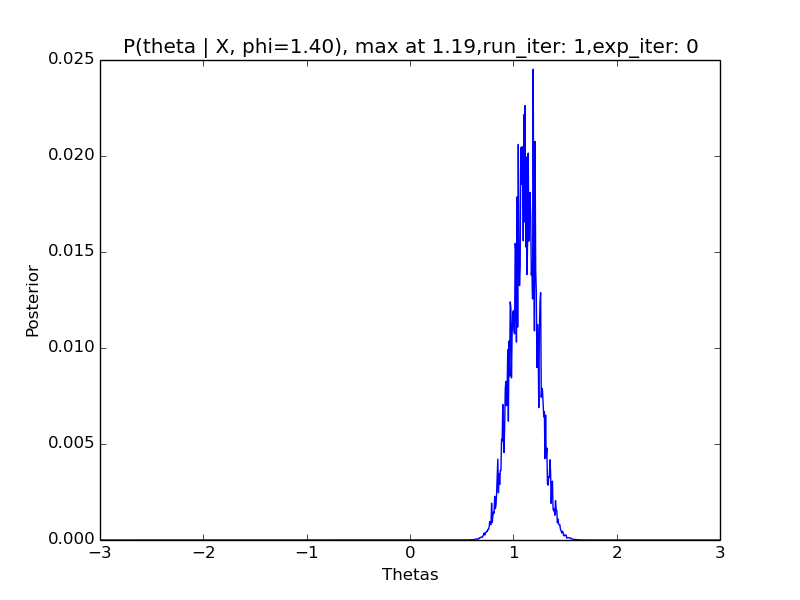 P(theta | X, phi=1.40), max at 1.19,run_iter: 1,exp_iter: 0
0.025
0.020
0.015
0.010
0.005
0.000
Posterior
−3 −2 −1 0 1 2 3
Thetas